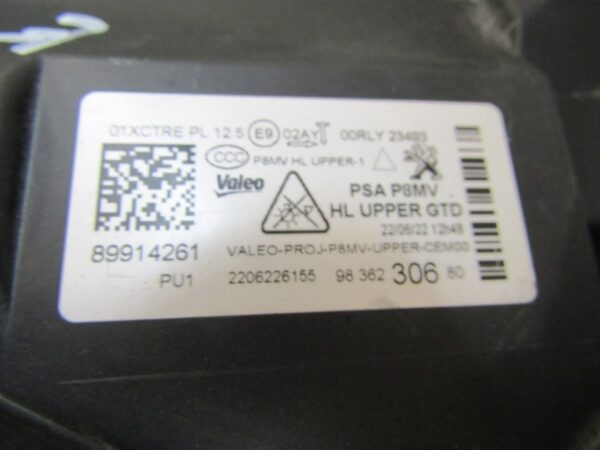 01XCTRE PL 12.5 E9 02AY 00RLY 23493
CCC P8MV HL UPPER-1
Valeo PSA P8MV
HL UPPER GTD
22/06/22 12h48
89914261 VALEO-PROJ-P8MV-UPPER-CEM00
PU1 2206226155 98 362 306 80